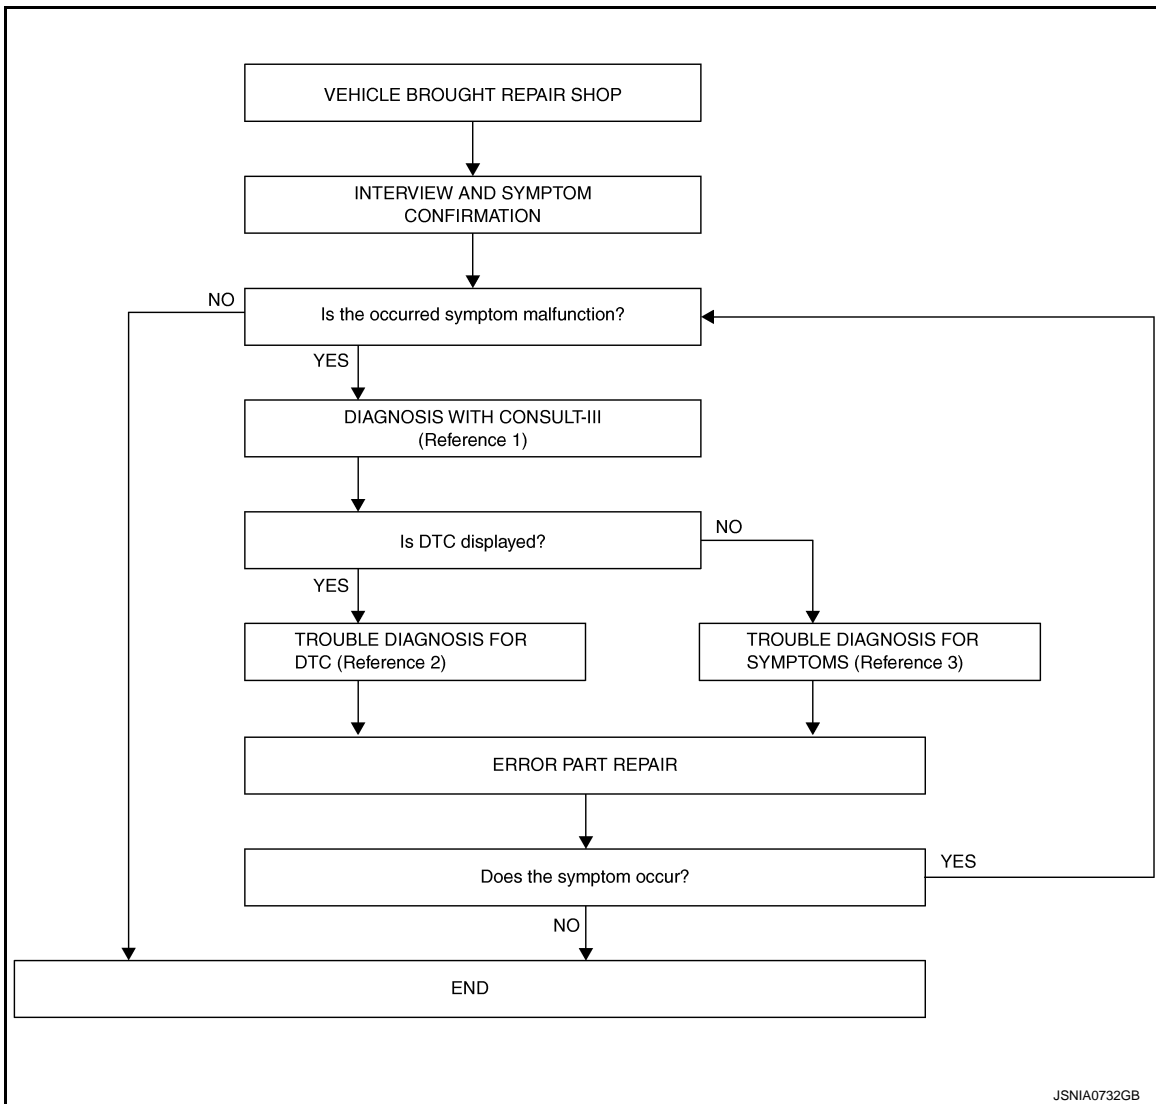 VEHICLE BROUGHT REPAIR SHOP
INTERVIEW AND SYMPTOM
CONFIRMATION
NO
Is the occurred symptom malfunction?
YES
DIAGNOSIS WITH CONSULT-III
(Reference 1)
NO
Is DTC displayed?
YES
TROUBLE DIAGNOSIS FOR
DTC (Reference 2)
TROUBLE DIAGNOSIS FOR
SYMPTOMS (Reference 3)
ERROR PART REPAIR
YES
Does the symptom occur?
NO
END
JSNIA0732GB